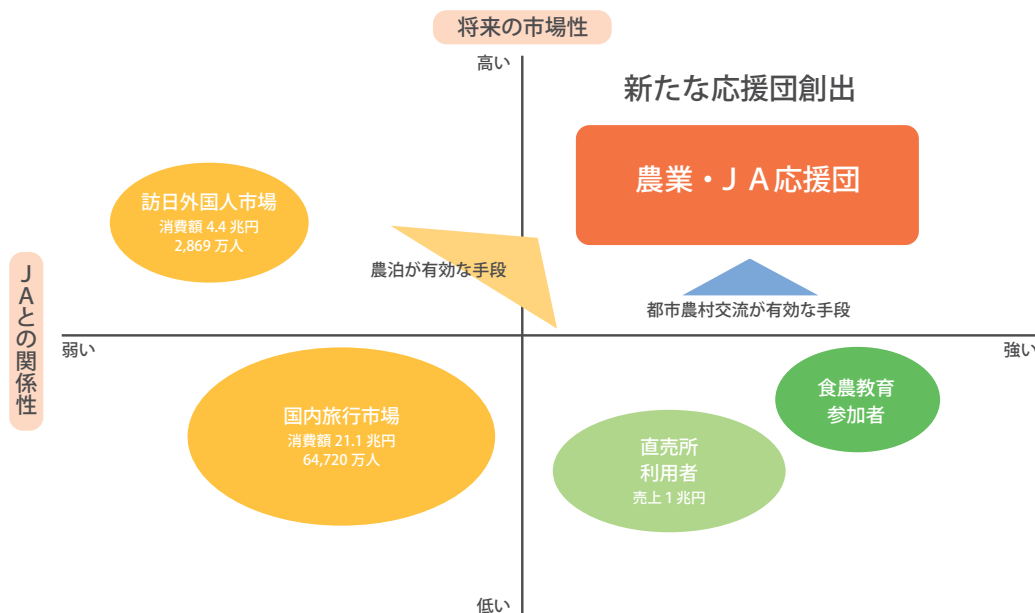 将来の市場性
高い
新たな応援団創出
農業・ＪＡ応援団
訪日外国人市場
消費額 4.4 兆円
2,869 万人
農泊が有効な手段
都市農村交流が有効な手段
ＪＡとの関係性
弱い
強い
国内旅行市場
消費額 21.1 兆円
64,720 万人
直売所
利用者
売上 1 兆円
食農教育
参加者
低い